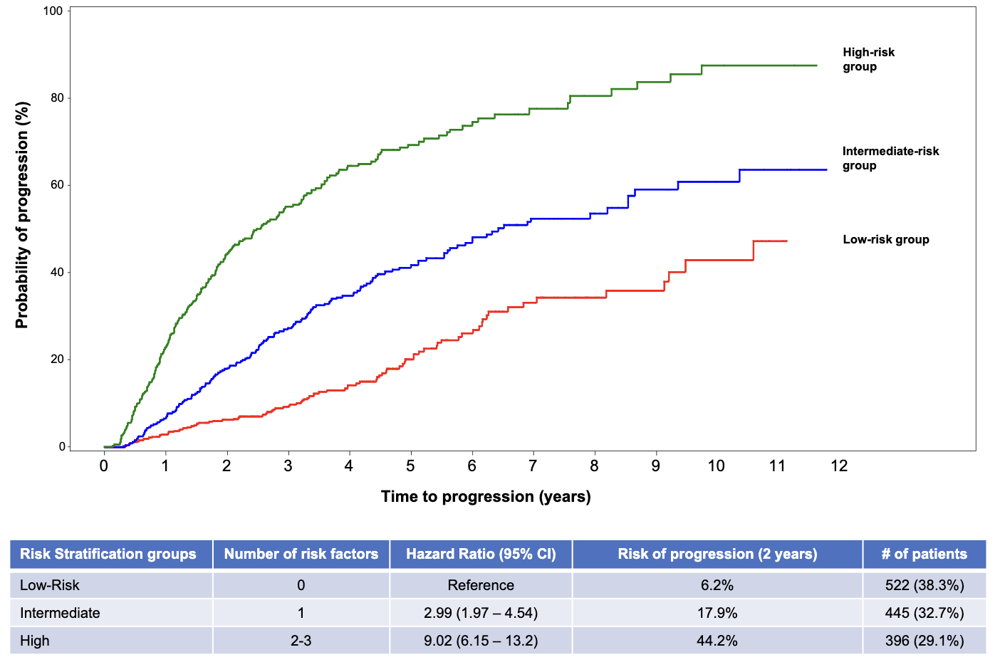 100
80
60
40
20
0
Probability of progression (%)
High-risk
group
Intermediate-risk
group
Low-risk group
0 1 2 3 4 5 6 7 8 9 10 11 12
Time to progression (years)
Risk Stratification groups Number of risk factors Hazard Ratio (95% CI) Risk of progression (2 years) # of patients
Low-Risk 0 Reference 6.2% 522 (38.3%)
Intermediate 1 2.99 (1.97 – 4.54) 17.9% 445 (32.7%)
High 2-3 9.02 (6.15 – 13.2) 44.2% 396 (29.1%)